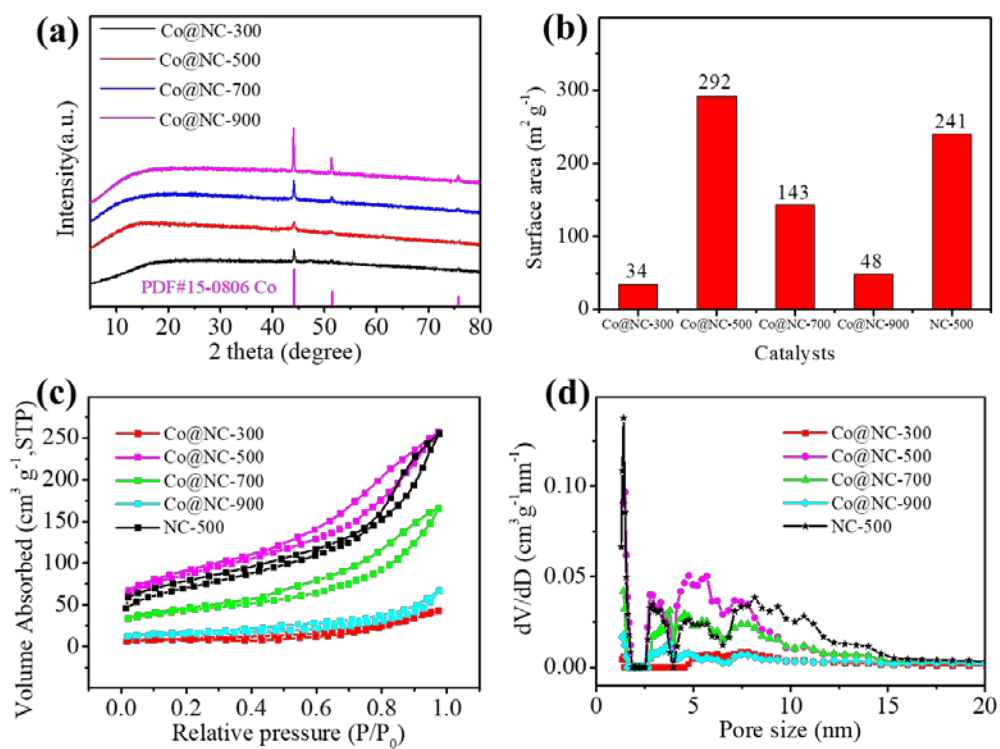 (a)
Co@NC-300
Co@NC-500
Co@NC-700
Co@NC-900
Intensity(a.u.)
PDF#15-0806 Co
10 20 30 40 50 60 70 80
2 theta (degree)
(b)
Surface area (m² g⁻¹)
300
200
100
0
34
292
143
48
241
Co@NC-300 Co@NC-500 Co@NC-700 Co@NC-900 NC-500
Catalysts
(c)
Volume Absorbed (cm³ g⁻¹,STP)
250
200
150
100
50
0
Co@NC-300
Co@NC-500
Co@NC-700
Co@NC-900
NC-500
0.0 0.2 0.4 0.6 0.8 1.0
Relative pressure (P/P₀)
(d)
dV/dD (cm³g⁻¹nm⁻¹)
0.10
0.05
0.00
Co@NC-300
Co@NC-500
Co@NC-700
Co@NC-900
NC-500
0 5 10 15 20
Pore size (nm)